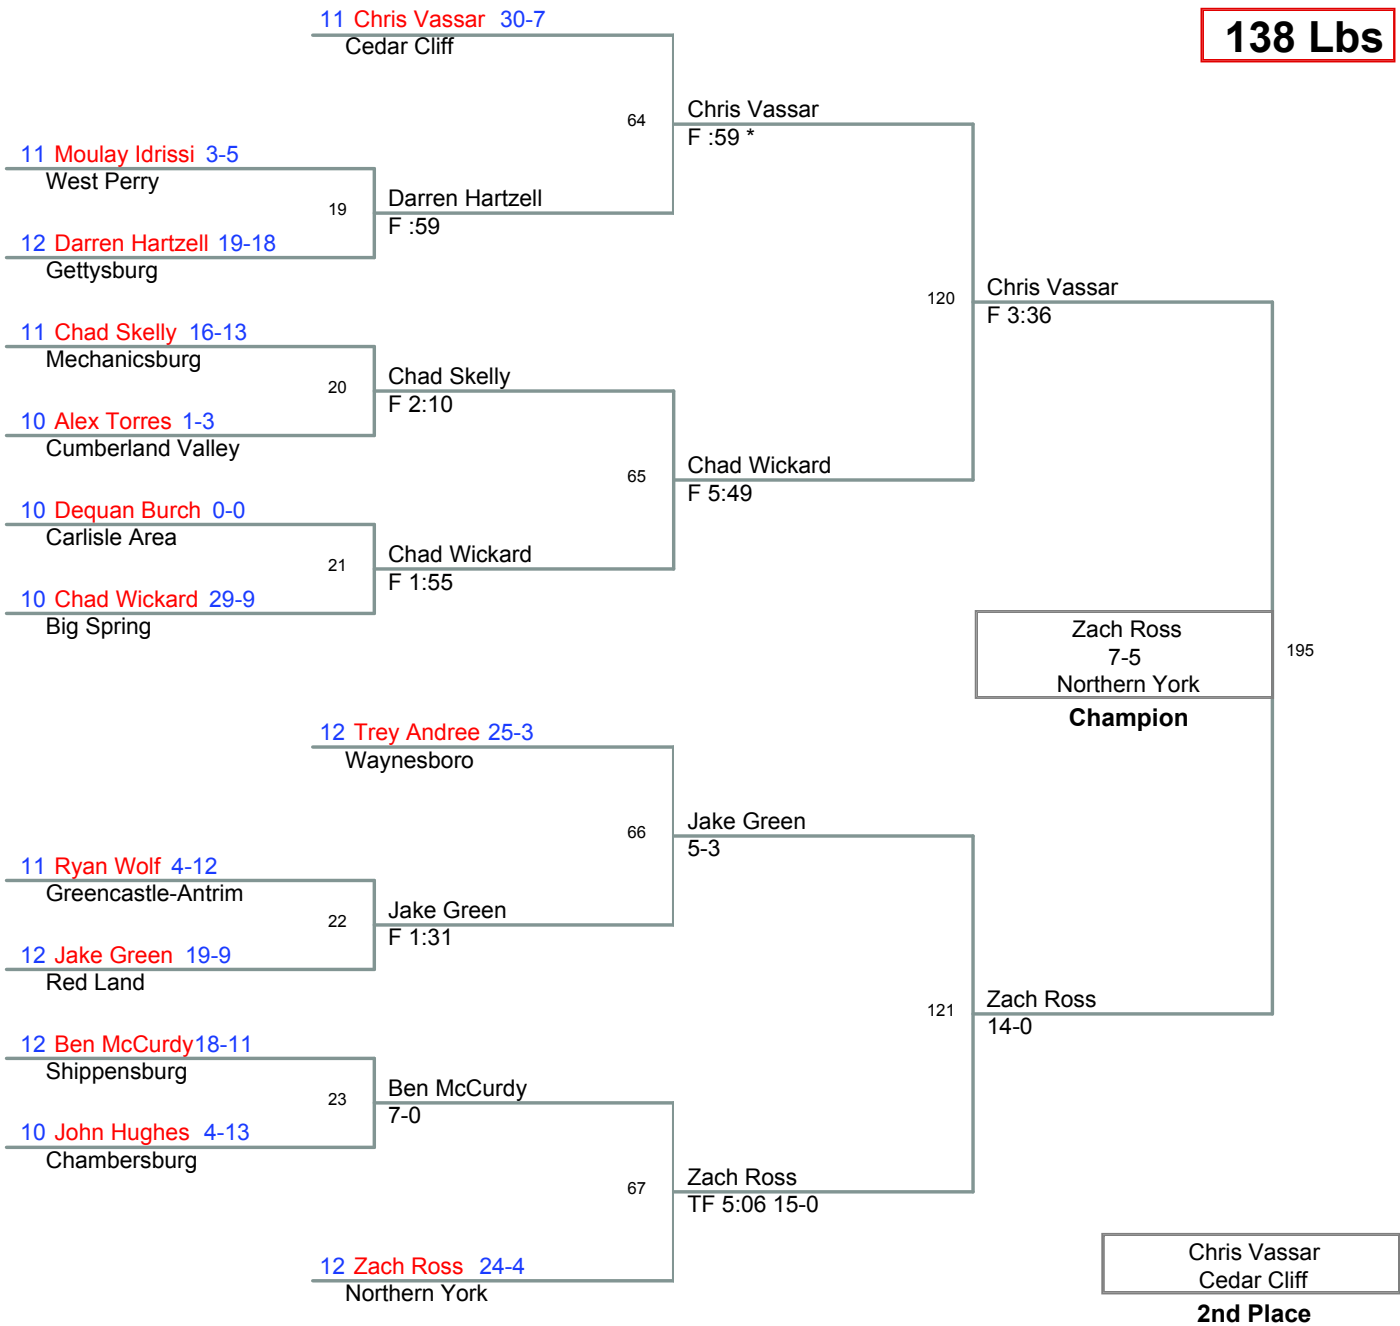 11 Chris Vassar 30-7
Cedar Cliff
138 Lbs
64
Chris Vassar
F :59 *
11 Moulay Idrissi 3-5
West Perry
19
Darren Hartzell
F :59
12 Darren Hartzell 19-18
Gettysburg
120
Chris Vassar
F 3:36
11 Chad Skelly 16-13
Mechanicsburg
20
Chad Skelly
F 2:10
10 Alex Torres 1-3
Cumberland Valley
65
Chad Wickard
F 5:49
10 Dequan Burch 0-0
Carlisle Area
21
Chad Wickard
F 1:55
10 Chad Wickard 29-9
Big Spring
Zach Ross
7-5
Northern York
195
Champion
12 Trey Andree 25-3
Waynesboro
66
Jake Green
5-3
11 Ryan Wolf 4-12
Greencastle-Antrim
22
Jake Green
F 1:31
12 Jake Green 19-9
Red Land
121
Zach Ross
14-0
12 Ben McCurdy18-11
Shippensburg
23
Ben McCurdy
7-0
10 John Hughes 4-13
Chambersburg
67
Zach Ross
TF 5:06 15-0
12 Zach Ross 24-4
Northern York
Chris Vassar
Cedar Cliff
2nd Place